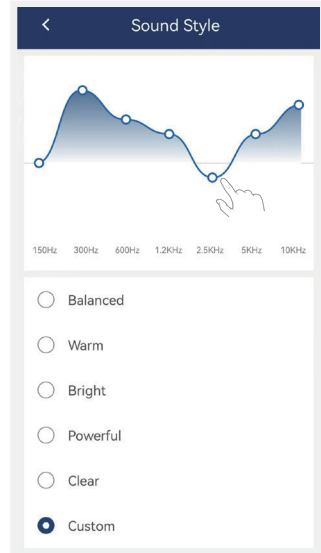 Sound Style
150Hz 300Hz 600Hz 1.2KHz 2.5KHz 5KHz 10KHz
Balanced
Warm
Bright
Powerful
Clear
Custom